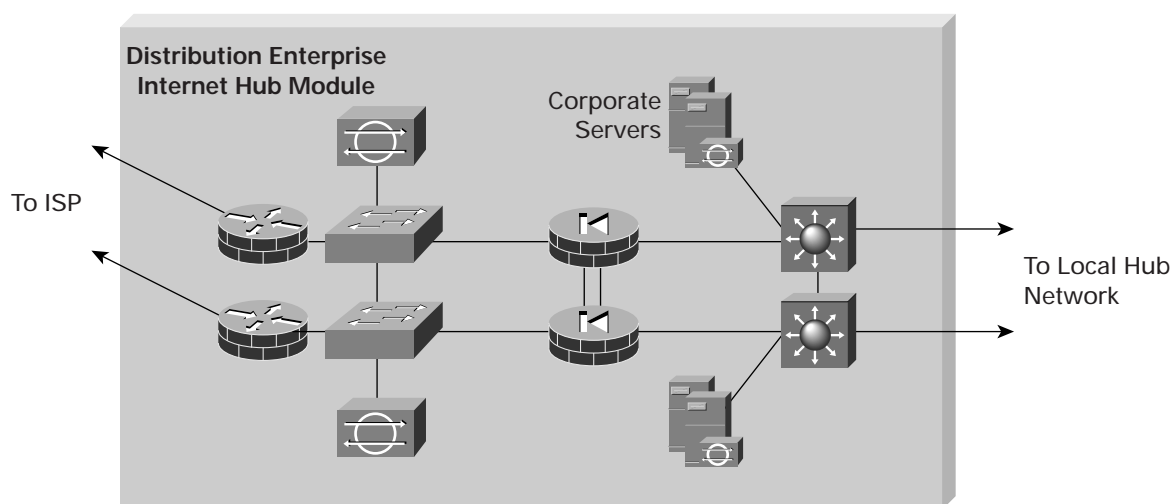 Distribution Enterprise
Internet Hub Module
Corporate
Servers
To ISP
To Local Hub
Network